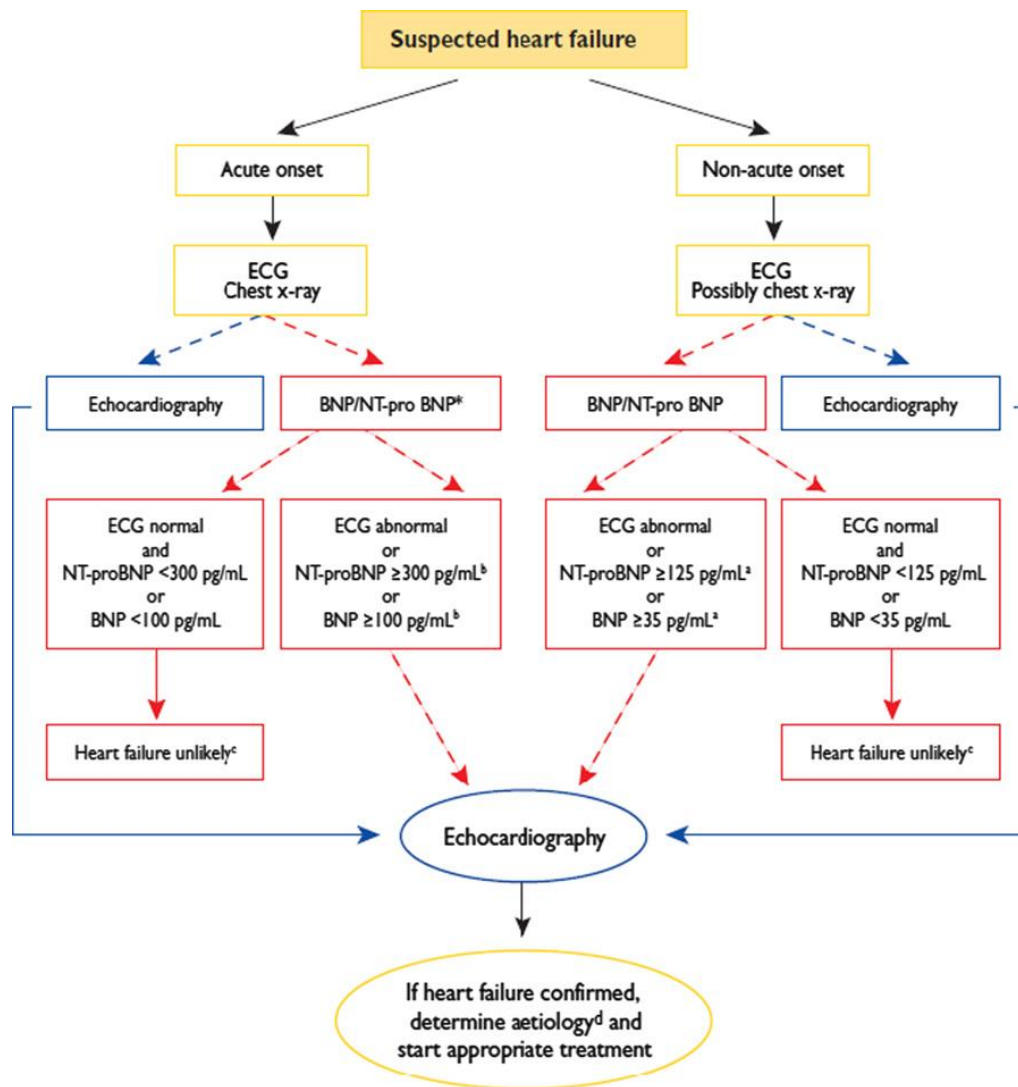 Suspected heart failure
Acute onset
Non-acute onset
ECG
Chest x-ray
ECG
Possibly chest x-ray
Echocardiography
BNP/NT-pro BNP*
BNP/NT-pro BNP
Echocardiography
ECG normal
and
NT-proBNP <300 pg/mL
or
BNP <100 pg/mL
ECG abnormal
or
NT-proBNP ≥300 pg/mLᵇ
or
BNP ≥100 pg/mLᵇ
ECG abnormal
or
NT-proBNP ≥125 pg/mLᵃ
or
BNP ≥35 pg/mLᵃ
ECG normal
and
NT-proBNP <125 pg/mL
or
BNP <35 pg/mL
Heart failure unlikelyᶜ
Heart failure unlikelyᶜ
Echocardiography
If heart failure confirmed,
determine aetiologyᵈ and
start appropriate treatment